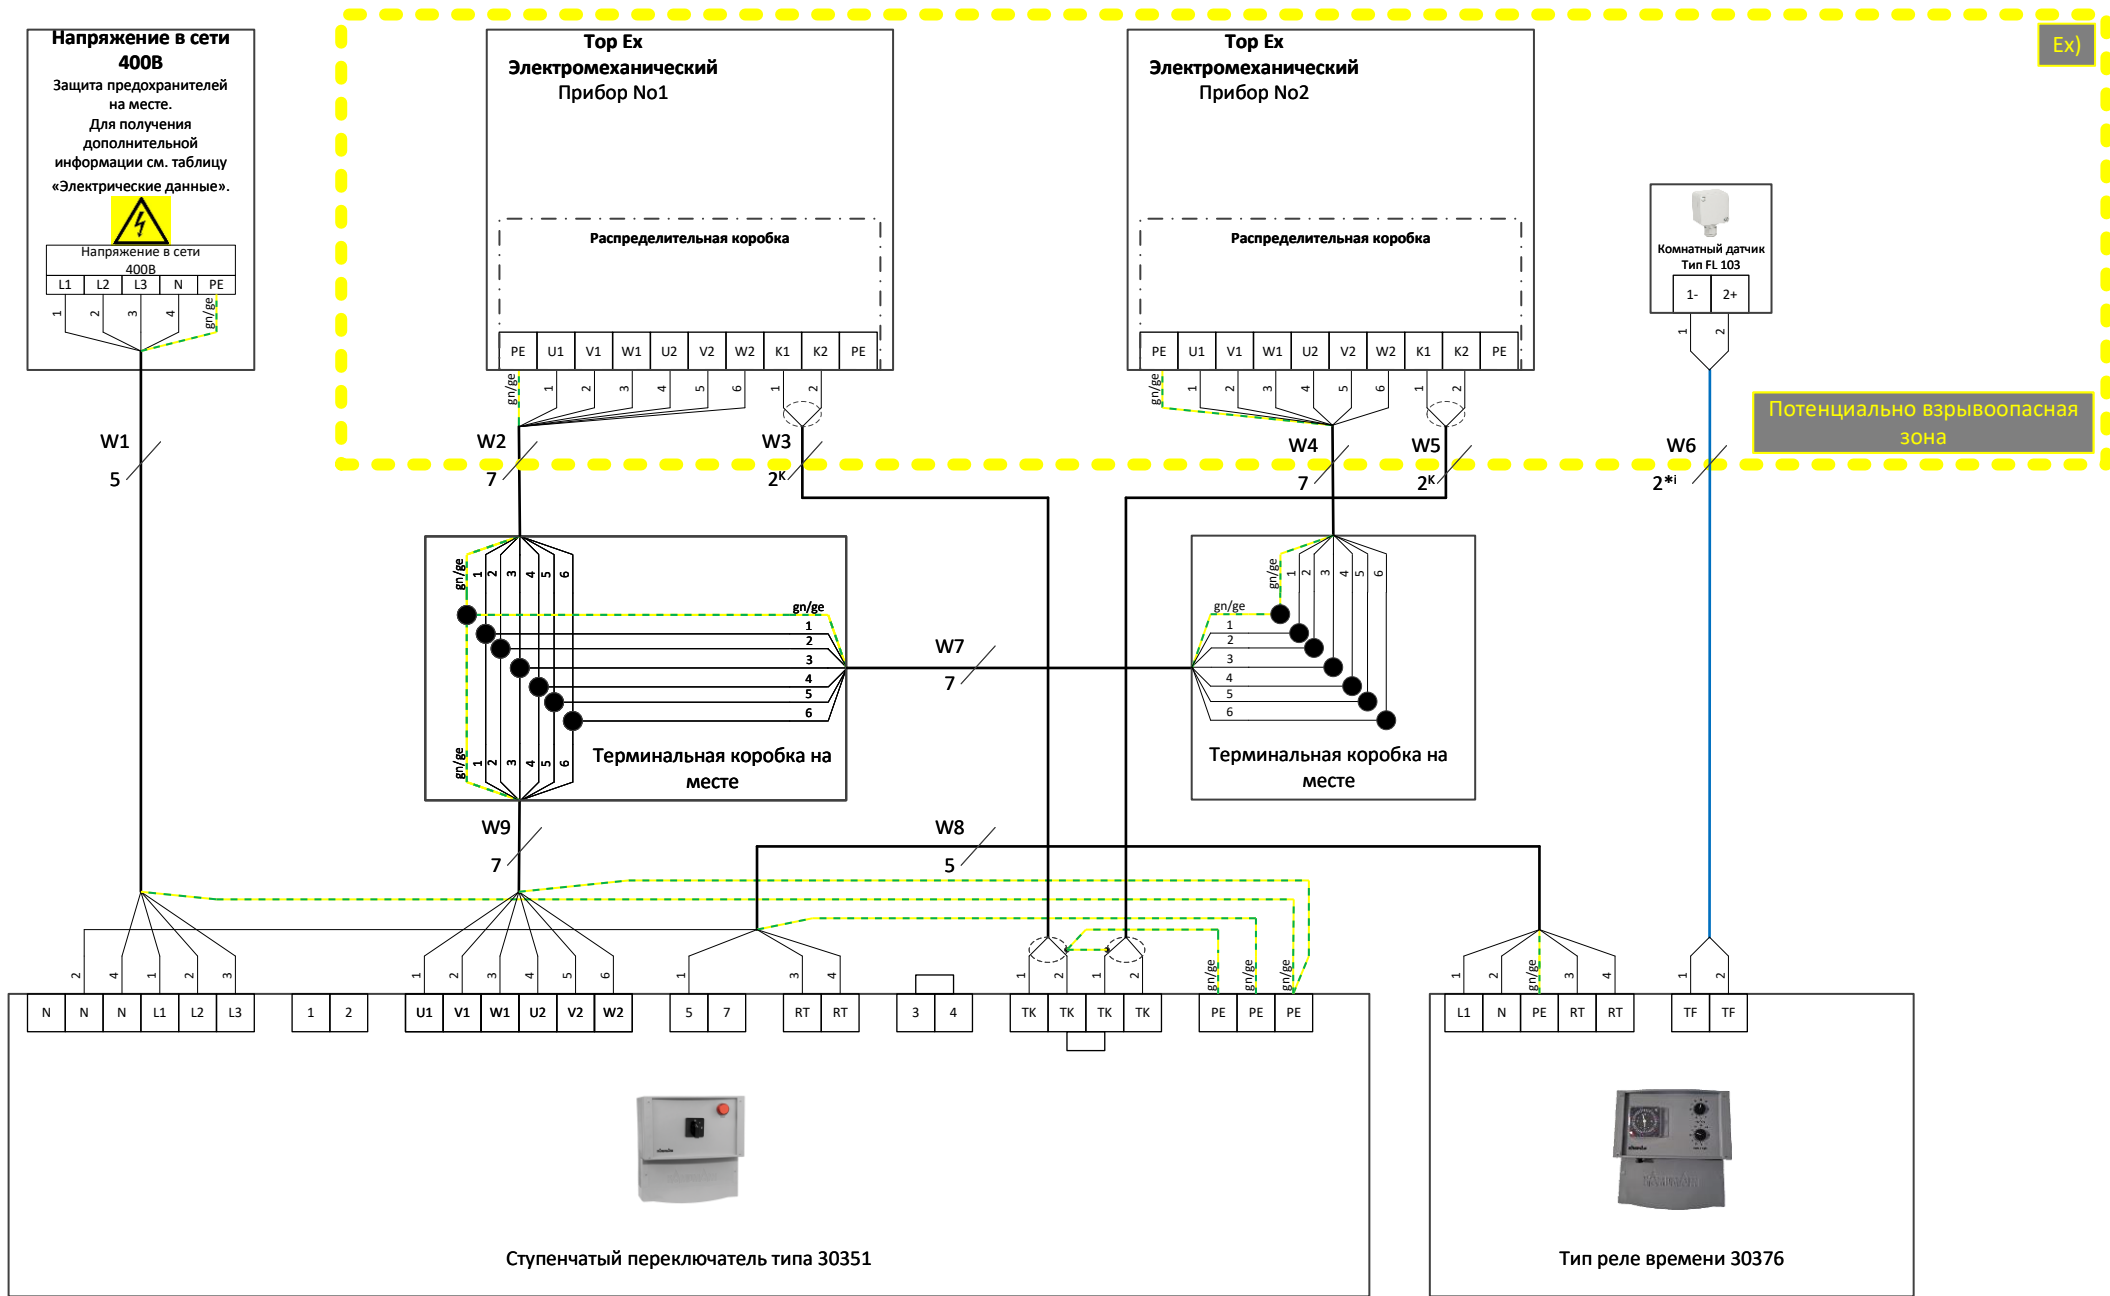 Напряжение в сети
400В
Защита предохранителей
на месте.
Для получения
дополнительной
информации см. таблицу
«Электрические данные».
Напряжение в сети
400В
L1 L2 L3 N PE
1 2 3 4 gn/ge
Top Ex
Электромеханический
Прибор No1
Распределительная коробка
PE U1 V1 W1 U2 V2 W2 K1 K2 PE
gn/ge 1 2 3 4 5 6 1 2
Top Ex
Электромеханический
Прибор No2
Распределительная коробка
PE U1 V1 W1 U2 V2 W2 K1 K2 PE
gn/ge 1 2 3 4 5 6 1 2
Ex)
Комнатный датчик
Тип FL 103
1- 2+
1 2
Потенциально взрывоопасная
зона
W1
5
W2
7
W3
2ᴷ
W4
7
W5
2ᴷ
W6
2*ⁱ
gn/ge 1 2 3 4 5 6
gn/ge
1
2
3
4
5
6
gn/ge 1 2 3 4 5 6
Терминальная коробка на
месте
W7
7
gn/ge 1 2 3 4 5 6
gn/ge
1
2
3
4
5
6
Терминальная коробка на
месте
W9
7
W8
5
2 4 1 2 3
1 2 3 4 5 6
1 3 4
1 2 1 2
gn/ge gn/ge gn/ge
1 2 gn/ge 3 4
1 2
N N N L1 L2 L3
1 2
U1 V1 W1 U2 V2 W2
5 7
RT RT
3 4
TK TK TK TK
PE PE PE
L1 N PE RT RT
TF TF
Ступенчатый переключатель типа 30351
Тип реле времени 30376